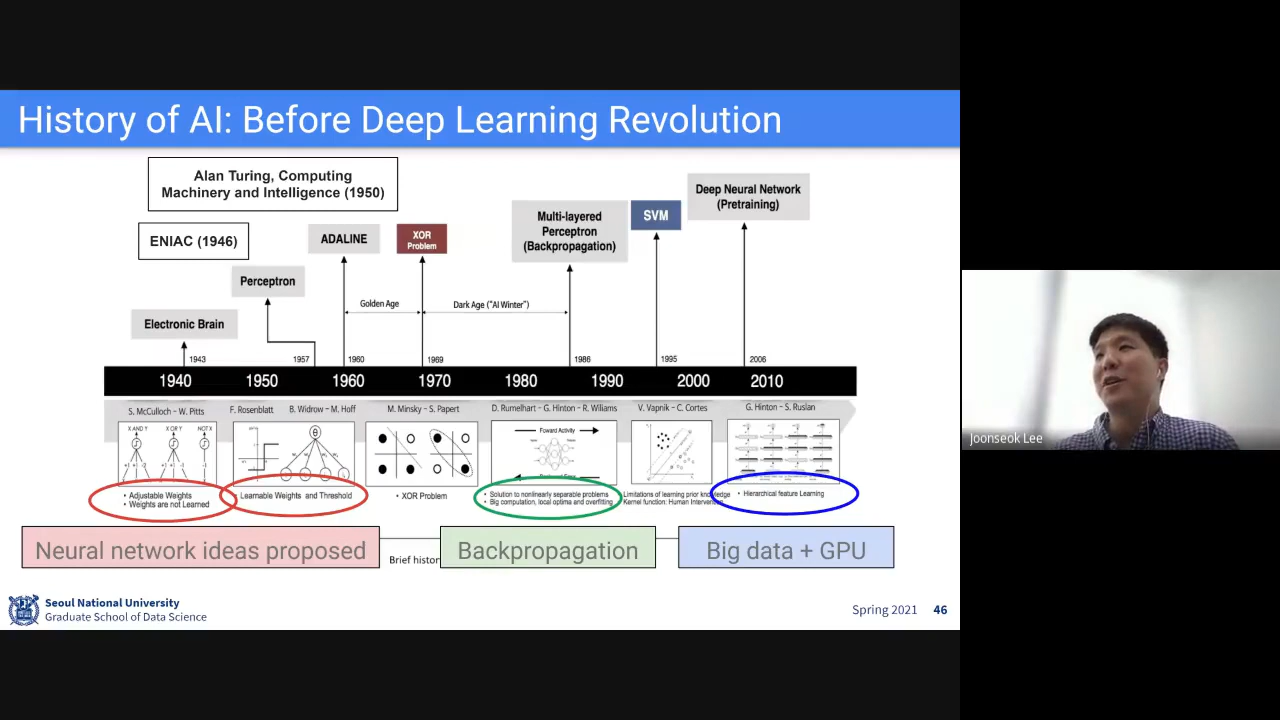 History of AI: Before Deep Learning Revolution
Alan Turing, Computing
Machinery and Intelligence (1950)
ENIAC (1946)
Electronic Brain
Perceptron
ADALINE
XOR
Problem
Multi-layered
Perceptron
(Backpropagation)
SVM
Deep Neural Network
(Pretraining)
Golden Age
Dark Age ("AI Winter")
1943
1957
1960
1969
1986
1995
2006
1940 1950 1960 1970 1980 1990 2000 2010
S. McCulloch - W. Pitts
F. Rosenblatt
B. Widrow - M. Hoff
M. Minsky - S. Papert
D. Rumelhart - G. Hinton - R. Wiliams
V. Vapnik - C. Cortes
G. Hinton - S. Ruslan
X AND Y
X OR Y
NOT X
Foward Activity
• Adjustable Weights
• Weights are not Learned
Learnable Weights and Threshold
• XOR Problem
• Solution to nonlinearly separable problems
• Big computation, local optima and overfitting
Limitations of learning prior knowledge
Kernel function: Human
• Hierarchical feature Learning
Neural network ideas proposed
Brief histor
Backpropagation
Big data + GPU
Seoul National University
Graduate School of Data Science
Spring 2021 46
Joonseok Lee